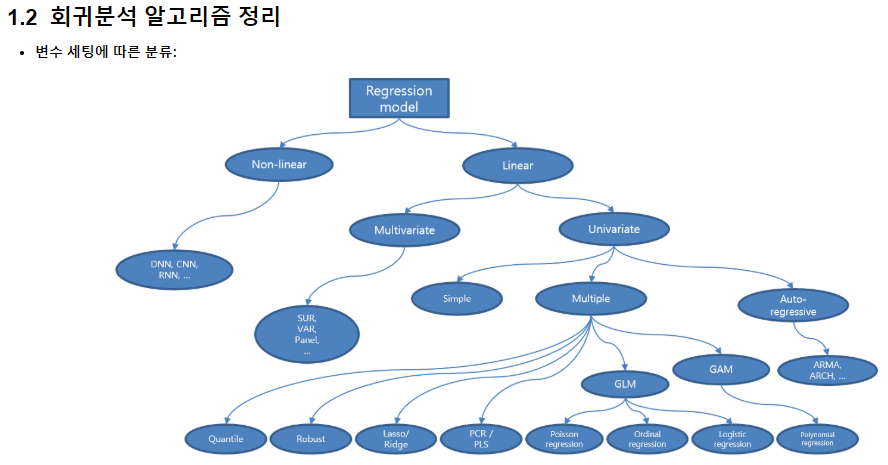 1.2 회귀분석 알고리즘 정리
• 변수 세팅에 따른 분류:
Regression
model
Non-linear
Linear
Multivariate
Univariate
DNN, CNN,
RNN, ...
Simple
Multiple
Auto-
regressive
SUR,
VAR,
Panel,
...
GLM
GAM
ARMA,
ARCH, ...
Quantile
Robust
Lasso/
Ridge
PCR /
PLS
Poisson
regression
Ordinal
regression
Logistic
regression
Polynomial
regression